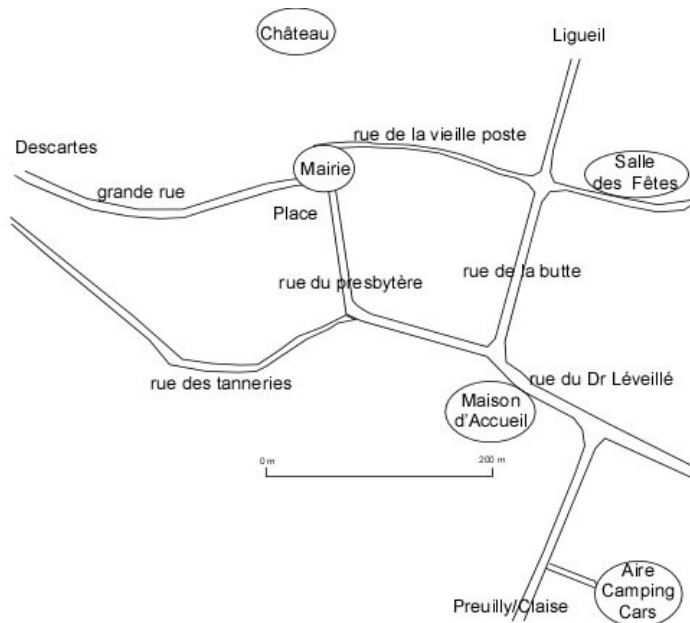 Château
Ligueil
rue de la vieille poste
Descartes
Mairie
Salle
des Fêtes
grande rue
Place
rue du presbytère
rue de la butte
rue des tanneries
rue du Dr Léveillé
Maison
d'Accueil
0 m
200 m
Aire
Camping
Cars
Preuilly/Claise